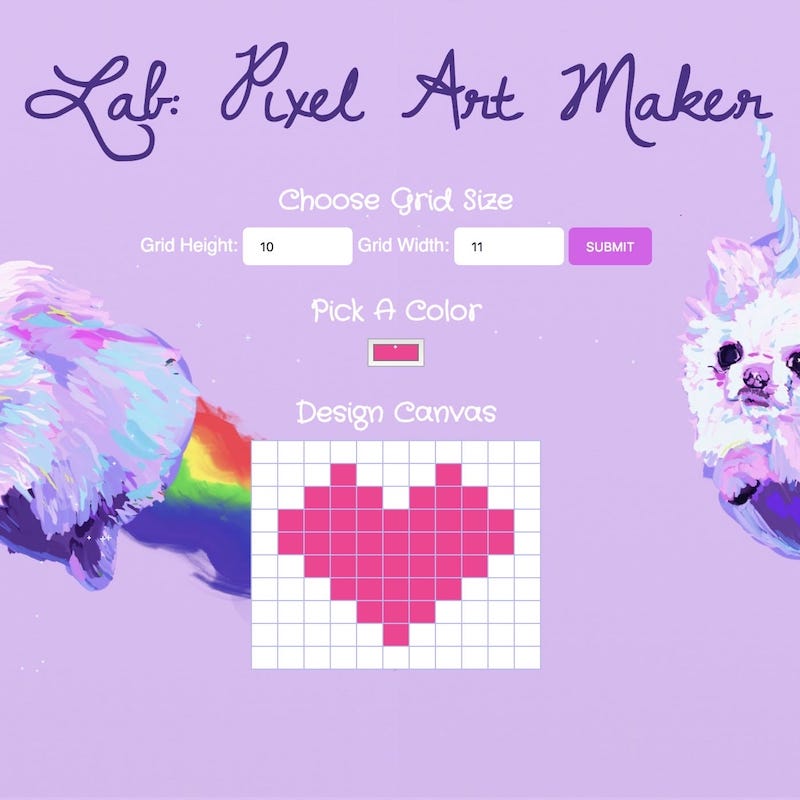 Lab: Pixel Art Maker
Choose Grid Size
Grid Height: 10 Grid Width: 11 SUBMIT
Pick A Color
Design Canvas